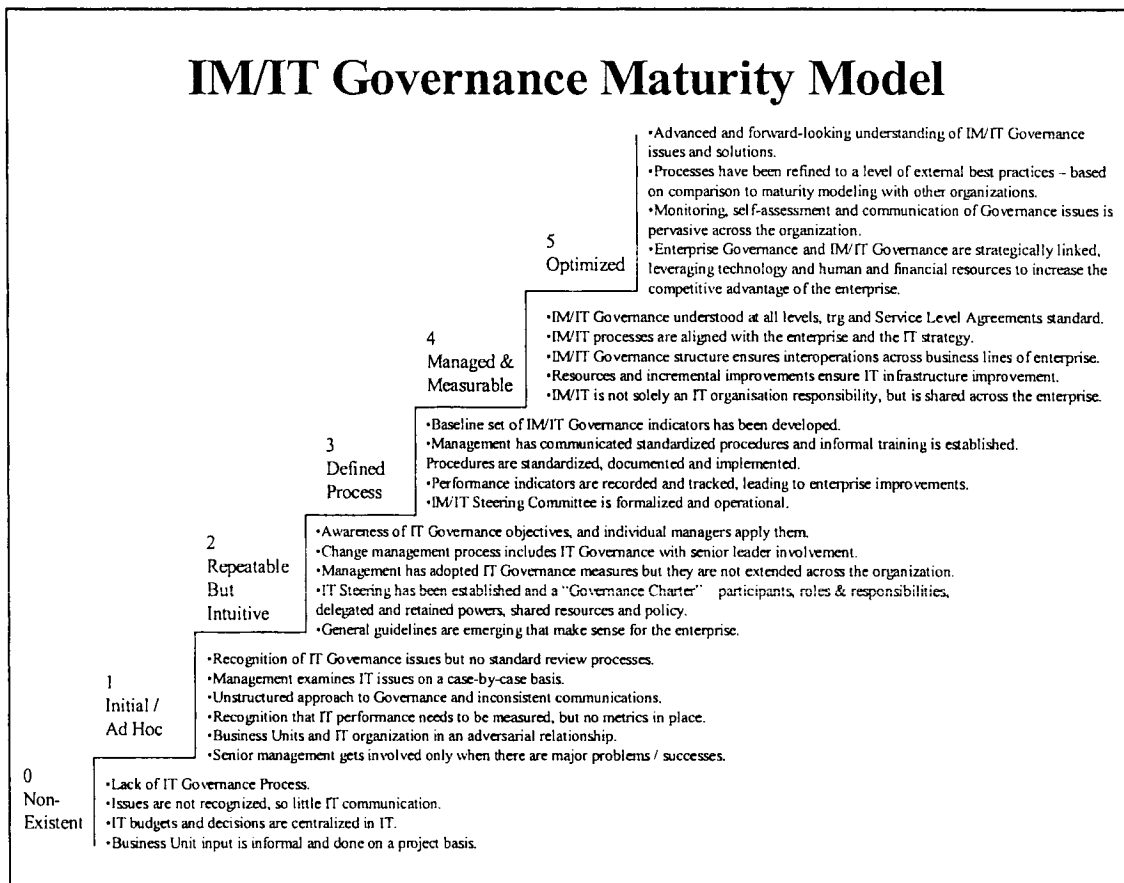 IM/IT Governance Maturity Model
•Advanced and forward-looking understanding of IM/IT Governance
issues and solutions.
•Processes have been refined to a level of external best practices – based
on comparison to maturity modeling with other organizations.
•Monitoring, self-assessment and communication of Governance issues is
pervasive across the organization.
•Enterprise Governance and IM/IT Governance are strategically linked,
leveraging technology and human and financial resources to increase the
competitive advantage of the enterprise.
5
Optimized
•IM/IT Governance understood at all levels, trg and Service Level Agreements standard.
•IM/IT processes are aligned with the enterprise and the IT strategy.
•IM/IT Governance structure ensures interoperations across business lines of enterprise.
•Resources and incremental improvements ensure IT infrastructure improvement.
•IM/IT is not solely an IT organisation responsibility, but is shared across the enterprise.
4
Managed &
Measurable
•Baseline set of IM/IT Governance indicators has been developed.
•Management has communicated standardized procedures and informal training is established.
Procedures are standardized, documented and implemented.
•Performance indicators are recorded and tracked, leading to enterprise improvements.
•IM/IT Steering Committee is formalized and operational.
3
Defined
Process
•Awareness of IT Governance objectives, and individual managers apply them.
•Change management process includes IT Governance with senior leader involvement.
•Management has adopted IT Governance measures but they are not extended across the organization.
•IT Steering has been established and a "Governance Charter" participants, roles & responsibilities,
delegated and retained powers, shared resources and policy.
•General guidelines are emerging that make sense for the enterprise.
2
Repeatable
But
Intuitive
•Recognition of IT Governance issues but no standard review processes.
•Management examines IT issues on a case-by-case basis.
•Unstructured approach to Governance and inconsistent communications.
•Recognition that IT performance needs to be measured, but no metrics in place.
•Business Units and IT organization in an adversarial relationship.
•Senior management gets involved only when there are major problems / successes.
1
Initial /
Ad Hoc
•Lack of IT Governance Process.
•Issues are not recognized, so little IT communication.
•IT budgets and decisions are centralized in IT.
•Business Unit input is informal and done on a project basis.
0
Non-
Existent